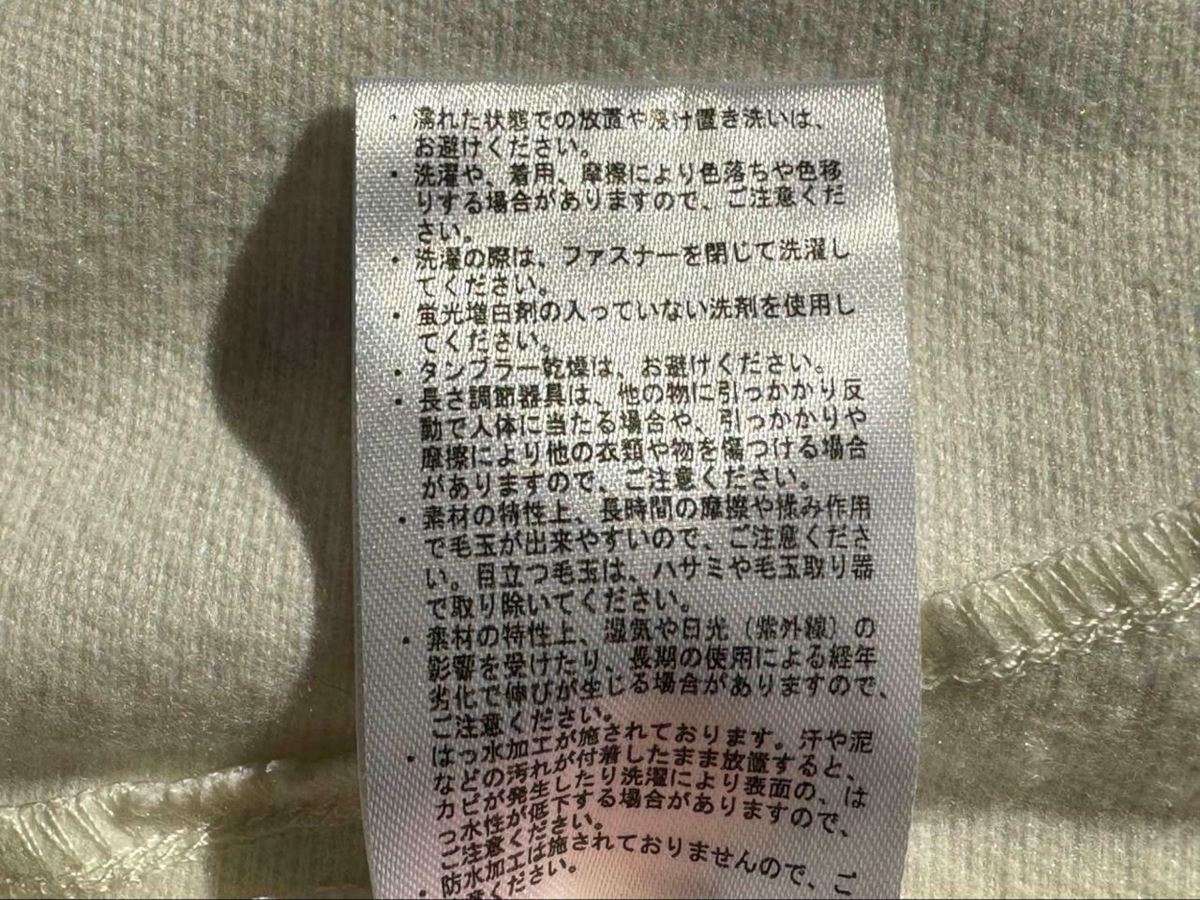 ・濡れた状態での放置や浸け置き洗いは、
お避けください。
・洗濯や、着用、摩擦により色落ちや色移
りする場合がありますので、ご注意くだ
さい。
・洗濯の際は、ファスナーを閉じて洗濯し
てください。
・蛍光増白剤の入っていない洗剤を使用し
てください。
・タンブラー乾燥は、お避けください。
・長さ調節器具は、他の物に引っかかり反
動で人体に当たる場合や、引っかかりや
摩擦により他の衣類や物を傷つける場合
がありますので、ご注意ください。
・素材の特性上、長時間の摩擦や揉み作用
で毛玉が出来やすいので、ご注意くださ
い。目立つ毛玉は、ハサミや毛玉取り器
で取り除いてください。
・素材の特性上、湿気や日光（紫外線）の
影響を受けたり、長期の使用による経年
劣化で伸びが生じる場合がありますので、
ご注意ください。
・はっ水加工が施されております。汗や泥
などの汚れが付着したまま放置すると、
カビが発生したり洗濯により表面の、は
っ水性が低下する場合がありますので、
ご注意ください。
・防水加工は施されておりませんので、ご
意ください。